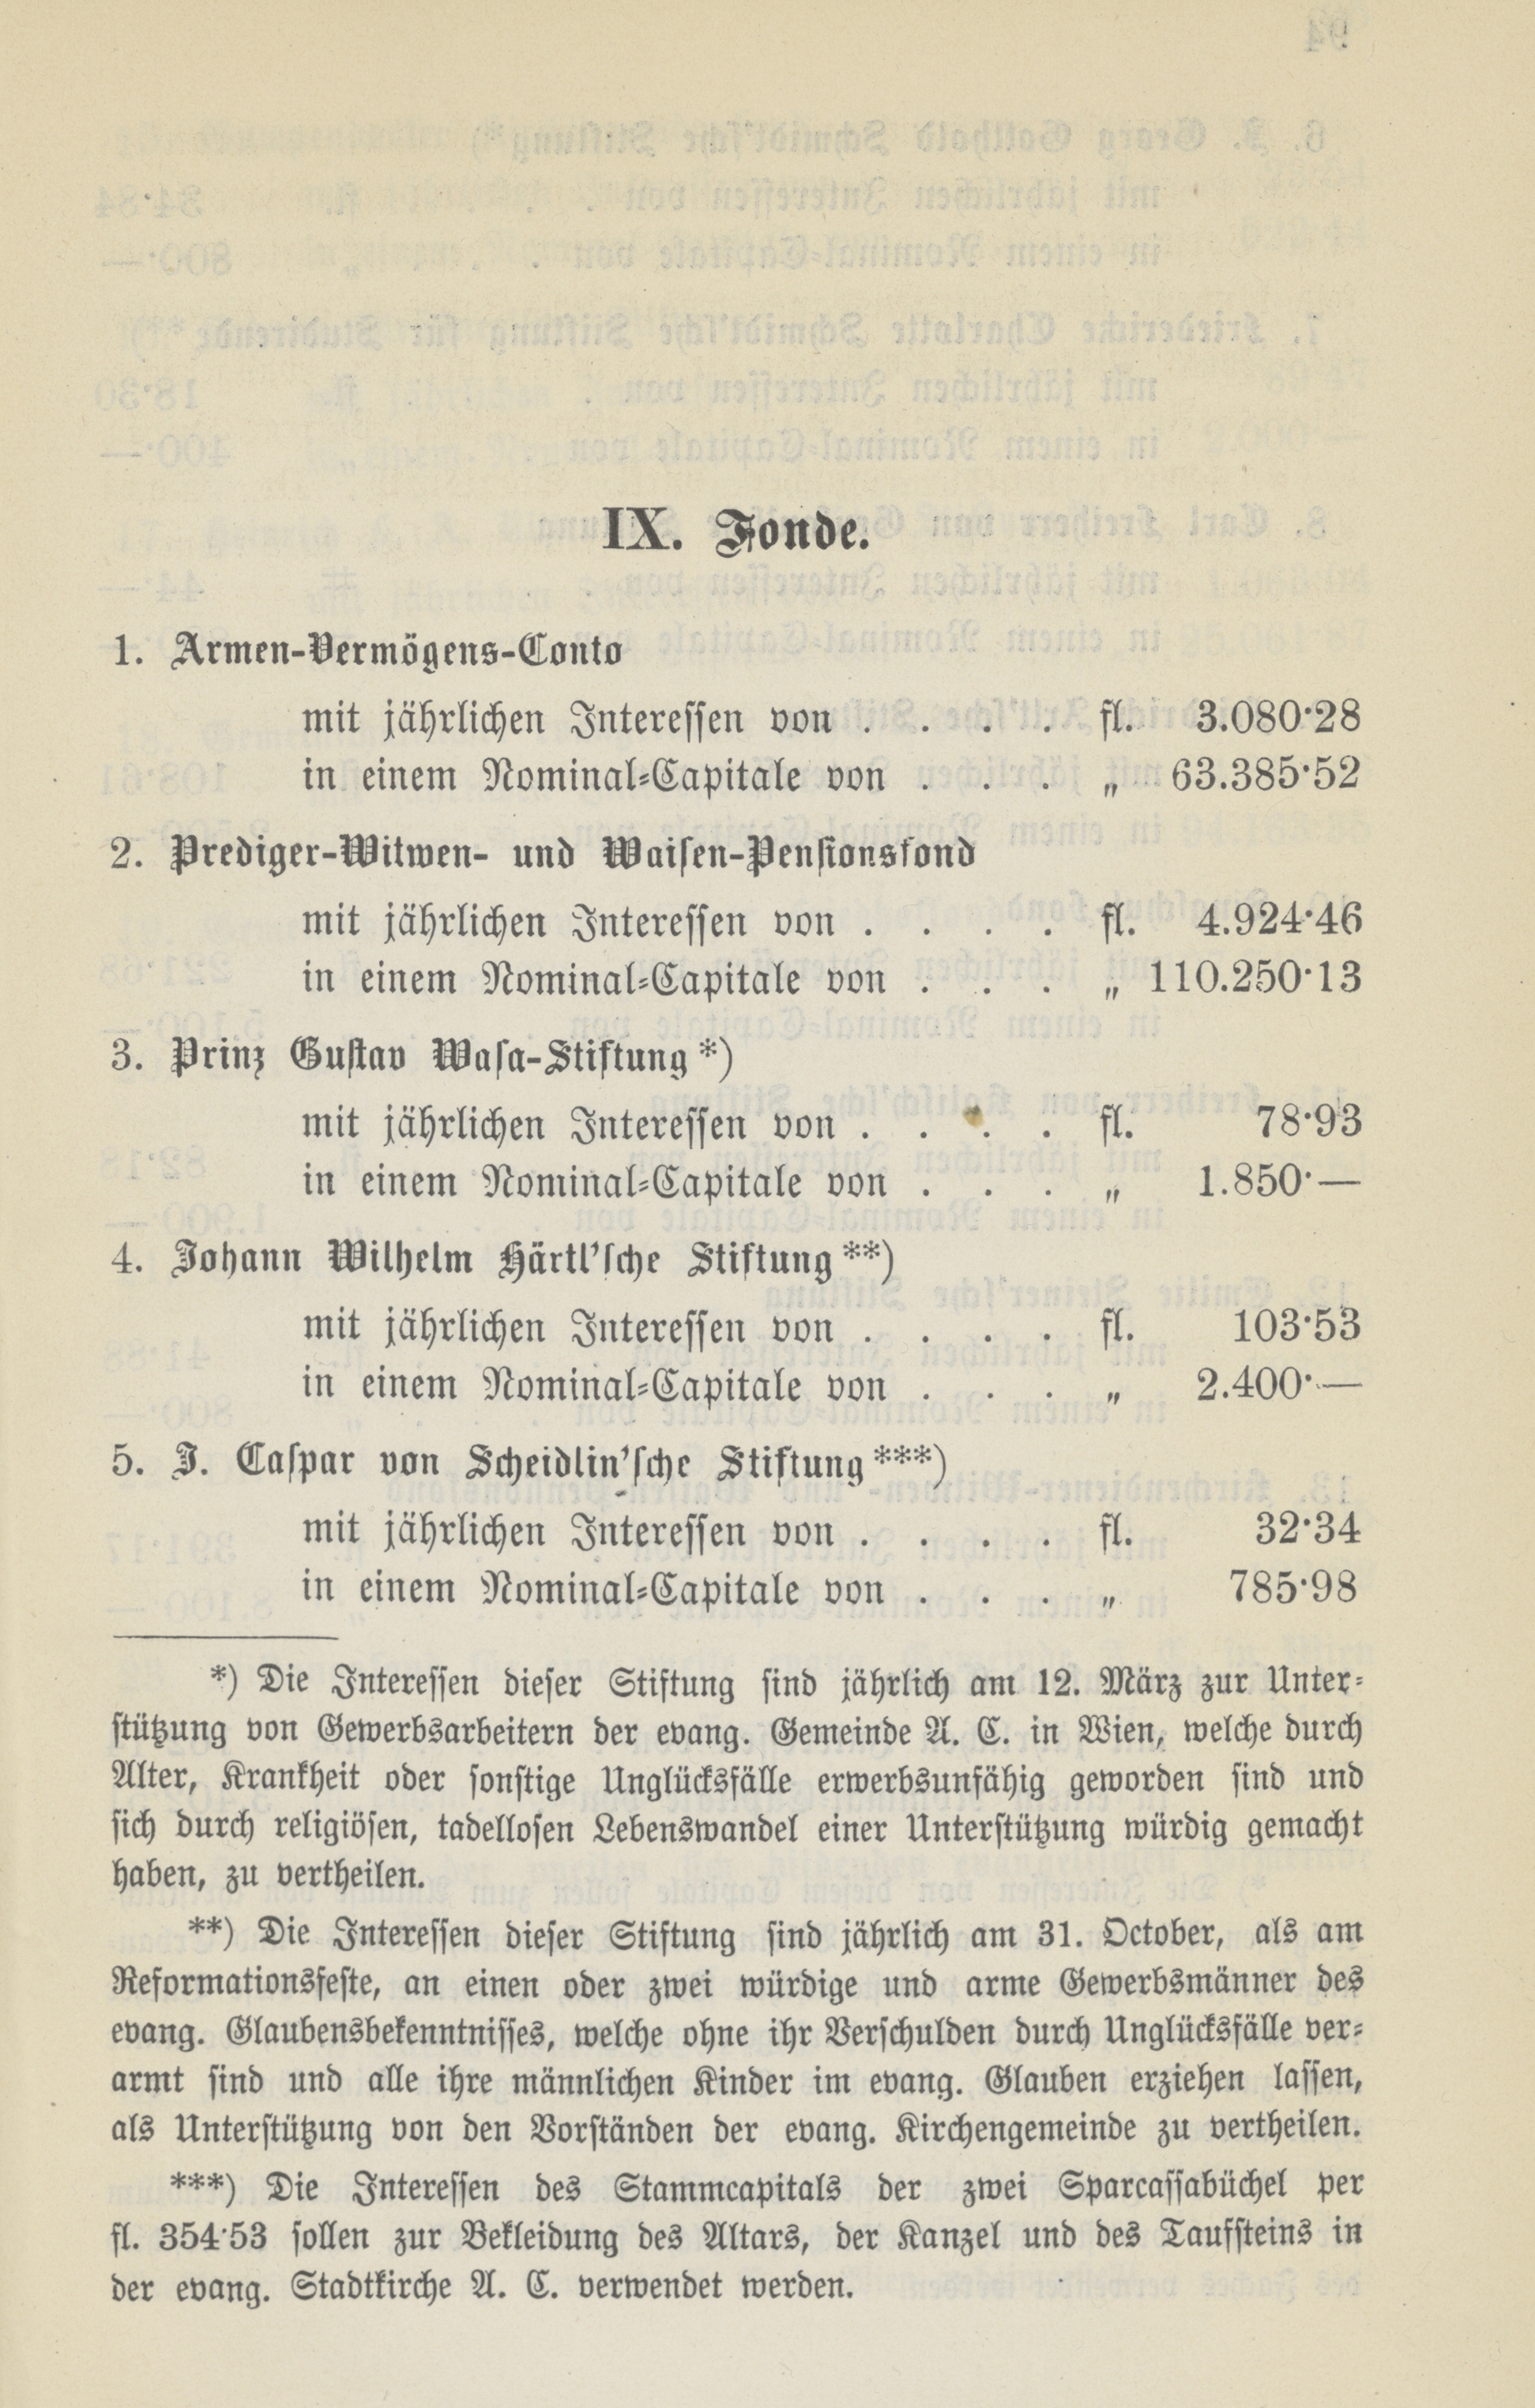 IX. Fonde.
1. Armen-Vermögens-Conto
mit jährlichen Interessen von . . . . fl. 3.080·28
in einem Nominal-Capitale von . . . „ 63.385·52
2. Prediger-Witwen- und Waisen-Pensionsfond
mit jährlichen Interessen von . . . . fl. 4.924·46
in einem Nominal-Capitale von . . . „ 110.250·13
3. Prinz Gustav Wasa-Stiftung *)
mit jährlichen Interessen von . . . . fl. 78·93
in einem Nominal-Capitale von . . . „ 1.850·—
4. Johann Wilhelm Härtl'sche Stiftung **)
mit jährlichen Interessen von . . . . fl. 103·53
in einem Nominal-Capitale von . . . „ 2.400·—
5. J. Caspar von Scheidlin'sche Stiftung ***)
mit jährlichen Interessen von . . . . fl. 32·34
in einem Nominal-Capitale von . . . „ 785·98
*) Die Interessen dieser Stiftung sind jährlich am 12. März zur Unter-
stützung von Gewerbsarbeitern der evang. Gemeinde A. C. in Wien, welche durch
Alter, Krankheit oder sonstige Unglücksfälle erwerbsunfähig geworden sind und
sich durch religiösen, tadellosen Lebenswandel einer Unterstützung würdig gemacht
haben, zu vertheilen.
**) Die Interessen dieser Stiftung sind jährlich am 31. October, als am
Reformationsfeste, an einen oder zwei würdige und arme Gewerbsmänner des
evang. Glaubensbekenntnisses, welche ohne ihr Verschulden durch Unglücksfälle ver-
armt sind und alle ihre männlichen Kinder im evang. Glauben erziehen lassen,
als Unterstützung von den Vorständen der evang. Kirchengemeinde zu vertheilen.
***) Die Interessen des Stammcapitals der zwei Sparcassabüchel per
fl. 354·53 sollen zur Bekleidung des Altars, der Kanzel und des Taufsteins in
der evang. Stadtkirche A. C. verwendet werden.